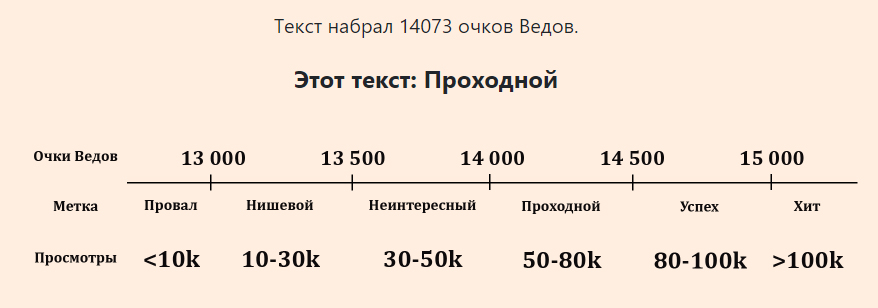 Текст набрал 14073 очков Ведов.
Этот текст: Проходной
Очки Ведов 13 000 13 500 14 000 14 500 15 000
Метка Провал Нишевой Неинтересный Проходной Успех Хит
Просмотры <10k 10-30k 30-50k 50-80k 80-100k >100k